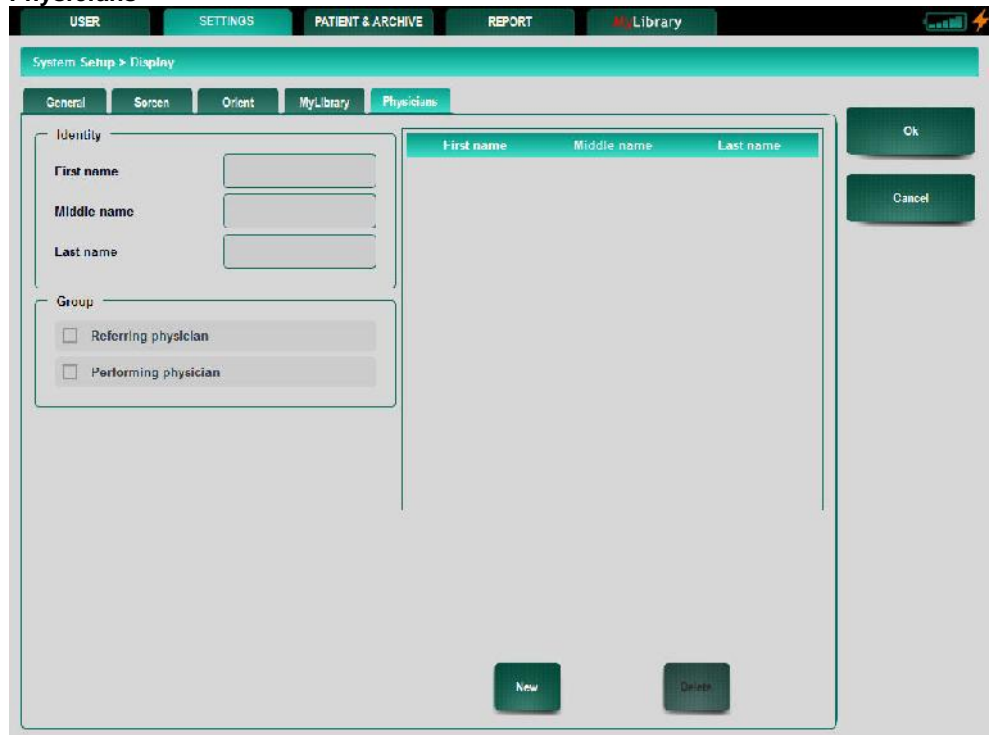 USER SETTINGS PATIENT & ARCHIVE REPORT MyLibrary
System Setup > Display
General Screen Orient MyLibrary Physicians
Identity
First name
Middle name
Last name
Group
Referring physician
Performing physician
First name Middle name Last name
New Delete
Ok
Cancel